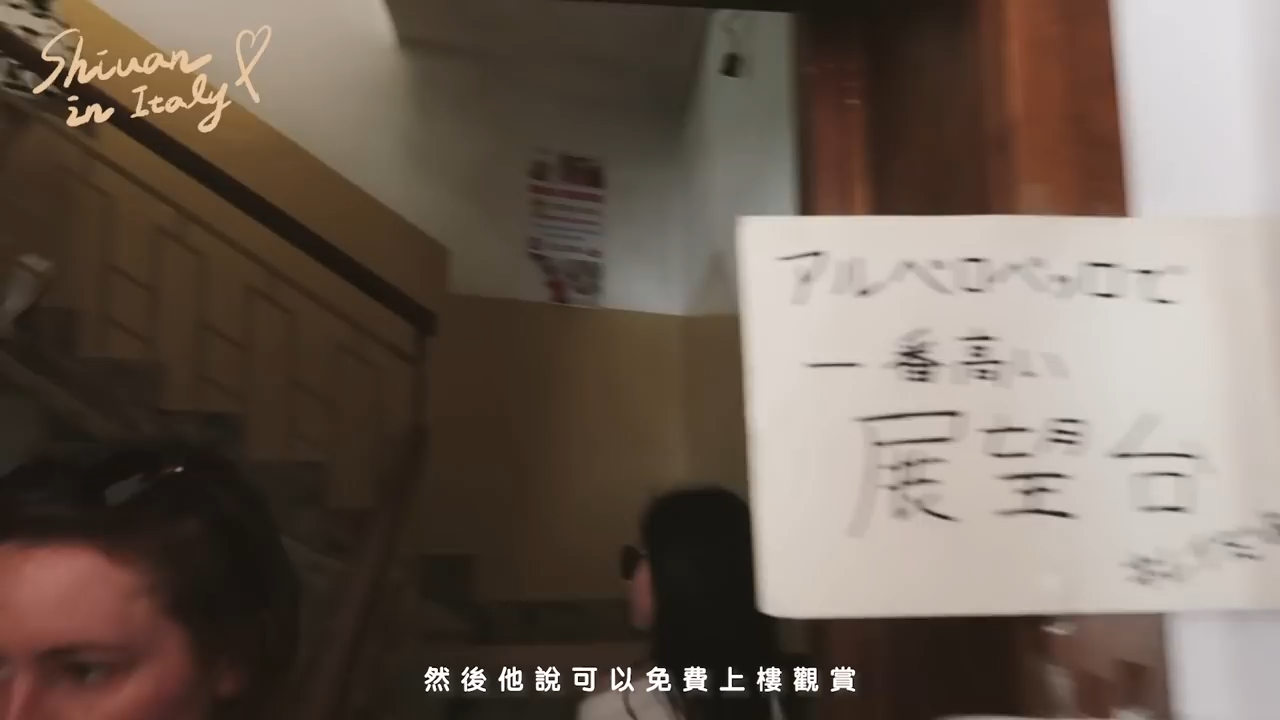 Shiuan
in Italy
アルベロベッロで
一番高い
展望台
然後他說可以免費上樓觀賞